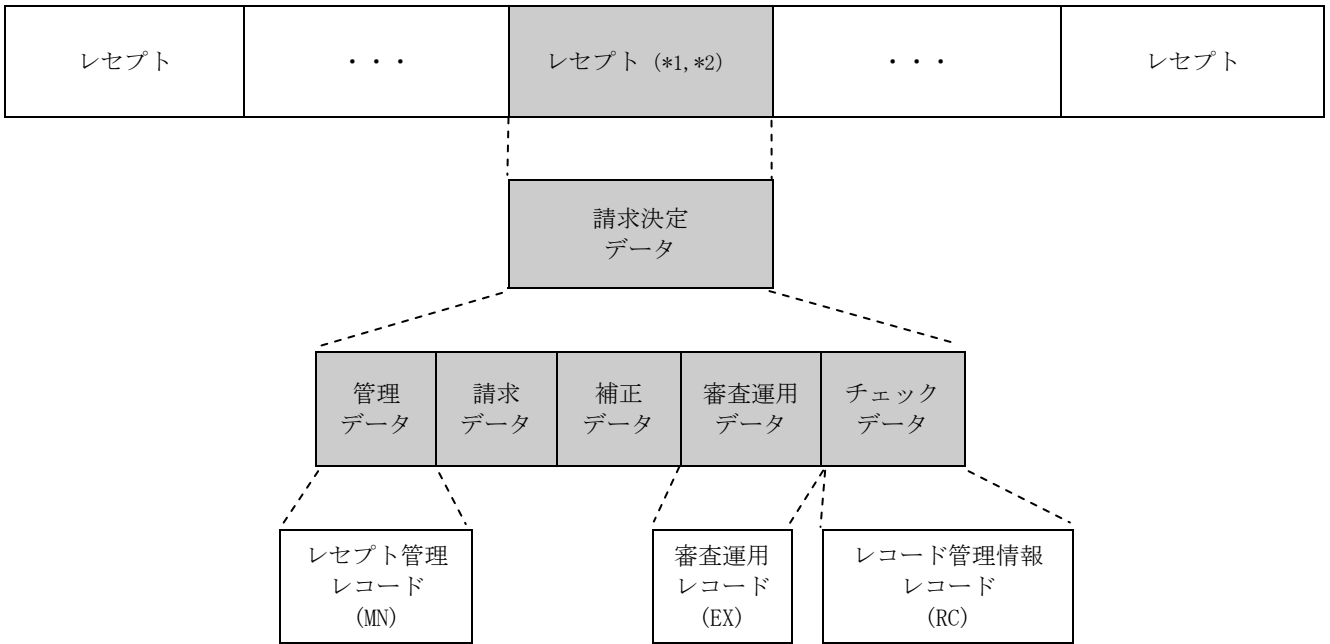 レセプト
・・・
レセプト (*1,*2)
・・・
レセプト
請求決定
データ
管理
データ
請求
データ
補正
データ
審査運用
データ
チェック
データ
レセプト管理
レコード
(MN)
審査運用
レコード
(EX)
レコード管理情報
レコード
(RC)